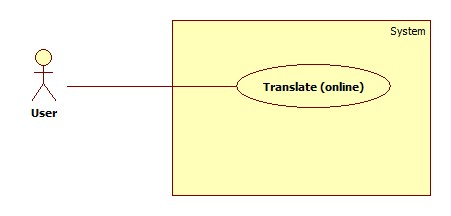 System
Translate (online)
User